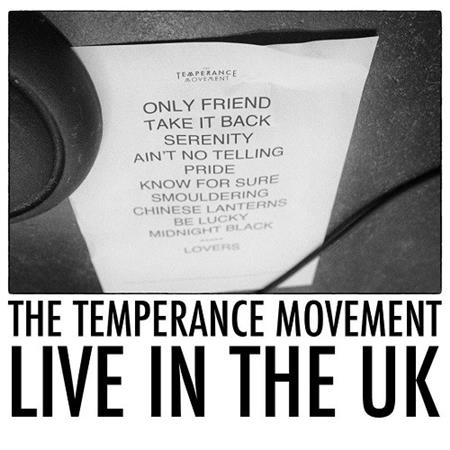 THE
TEMPERANCE
MOVEMENT
ONLY FRIEND
TAKE IT BACK
SERENITY
AIN'T NO TELLING
PRIDE
KNOW FOR SURE
SMOULDERING
CHINESE LANTERNS
BE LUCKY
MIDNIGHT BLACK
-----
LOVERS
THE TEMPERANCE MOVEMENT
LIVE IN THE UK